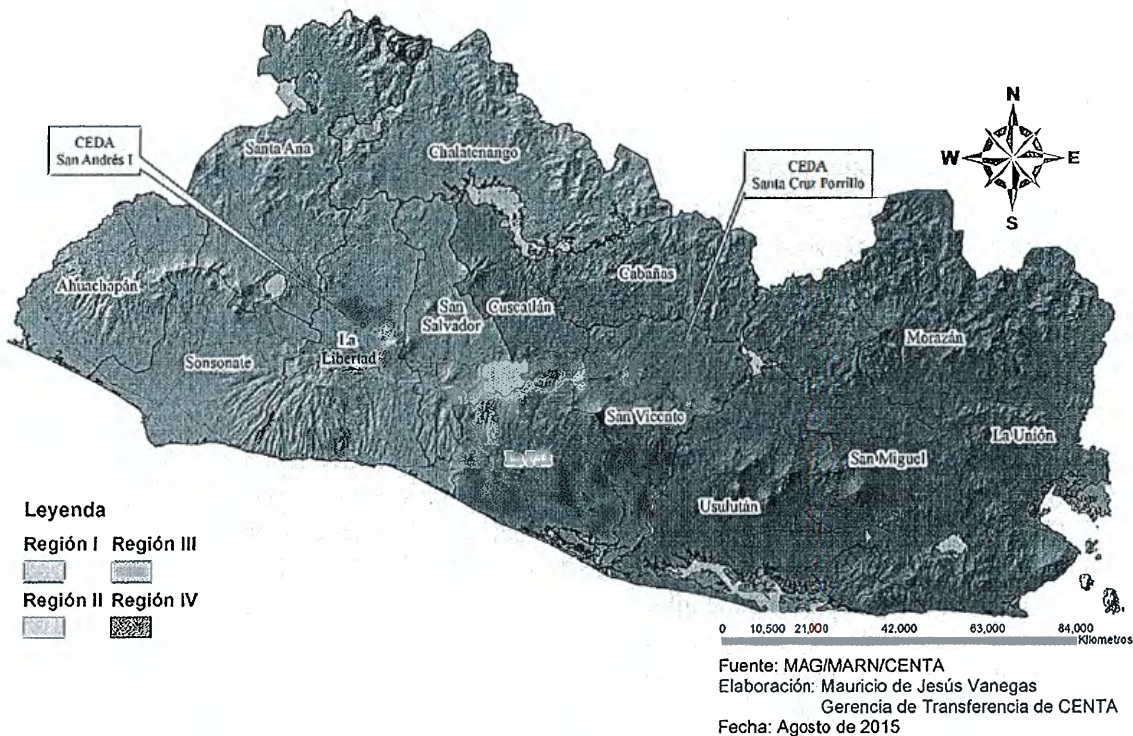 N
CEDA
San Andrés I
Santa Ana
Chalatenango
CEDA
Santa Cruz Porrillo
W E
S
Ahuachapán
Cabañas
San
Salvador
Cuscatlán
La
Libertad
Morazán
Sonsonate
San Vicente
La Unión
La Paz
San Miguel
Usulután
Leyenda
Región I Región III
Región II Región IV
0 10,500 21,000 42,000 63,000 84,000
Kilometros
Fuente: MAG/MARN/CENTA
Elaboración: Mauricio de Jesús Vanegas
Gerencia de Transferencia de CENTA
Fecha: Agosto de 2015